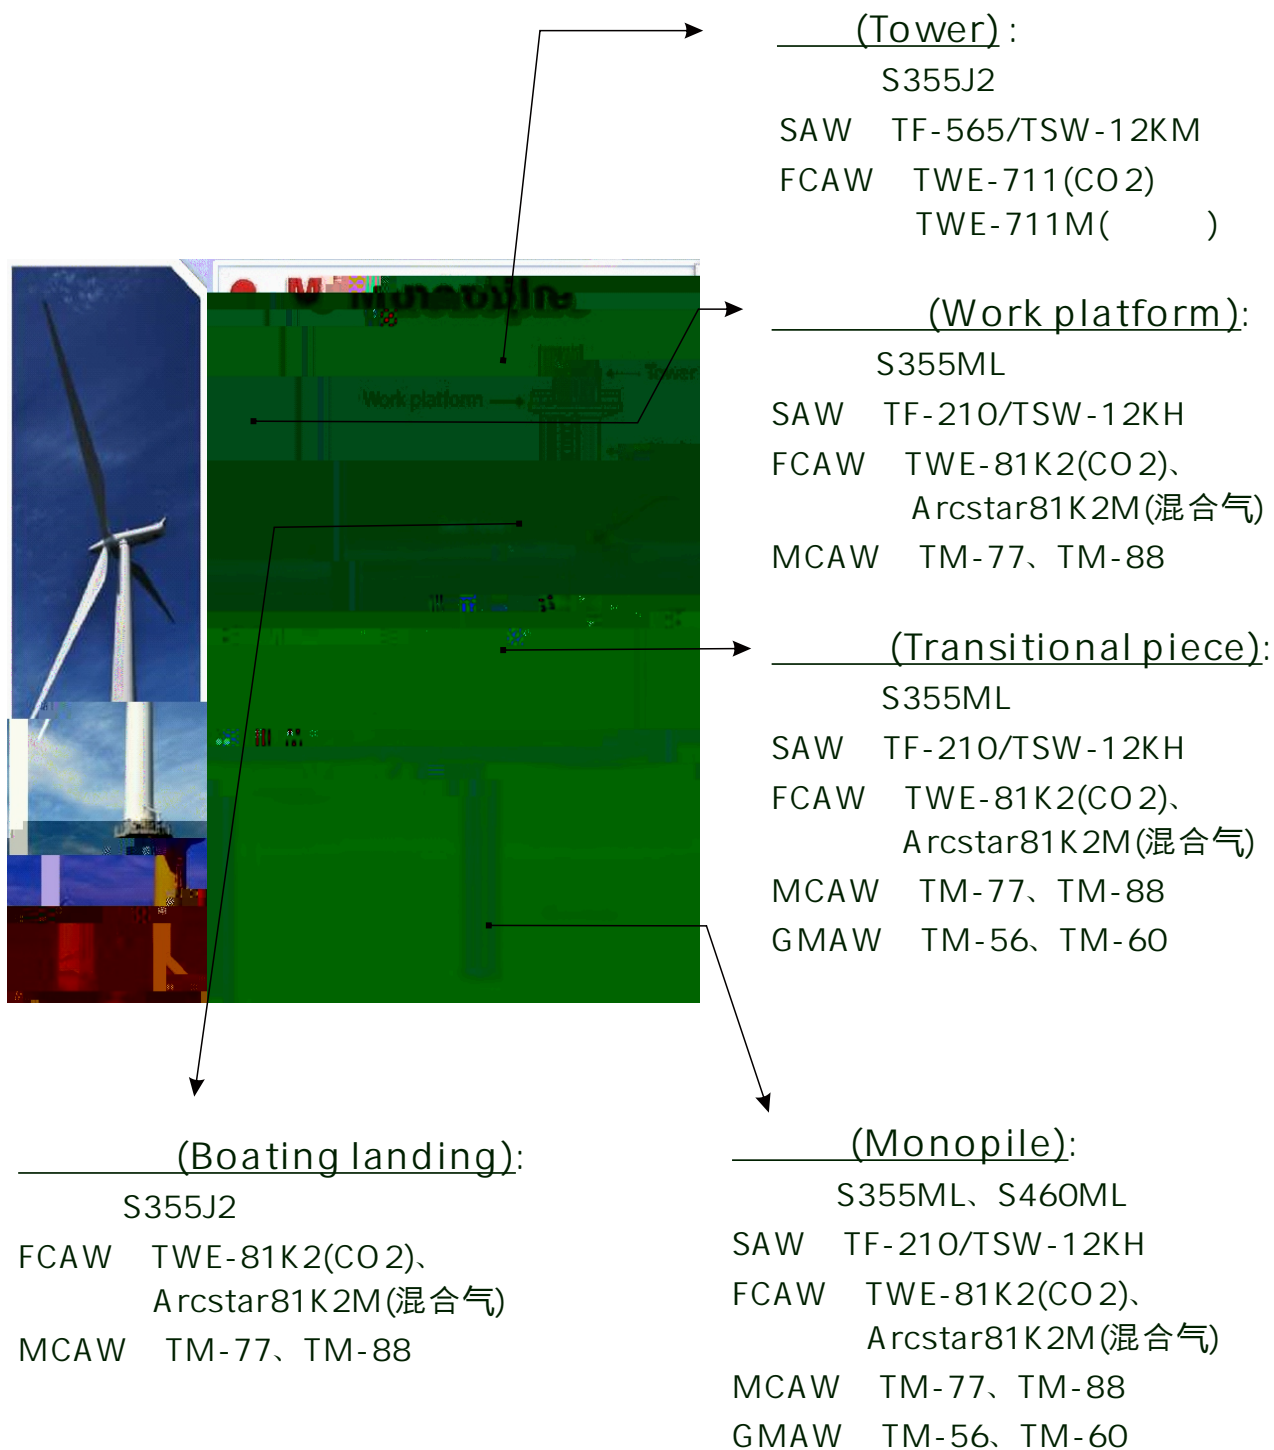 (Tower) :
S355J2
SAW TF-565/TSW-12KM
FCAW TWE-711(CO2)
TWE-711M( )
Monopile
Tower
Work platform
(Work platform):
S355ML
SAW TF-210/TSW-12KH
FCAW TWE-81K2(CO2)、
Arcstar81K2M(混合气)
MCAW TM-77、TM-88
(Transitional piece):
S355ML
SAW TF-210/TSW-12KH
FCAW TWE-81K2(CO2)、
Arcstar81K2M(混合气)
MCAW TM-77、TM-88
GMAW TM-56、TM-60
(Boating landing):
S355J2
FCAW TWE-81K2(CO2)、
Arcstar81K2M(混合气)
MCAW TM-77、TM-88
(Monopile):
S355ML、S460ML
SAW TF-210/TSW-12KH
FCAW TWE-81K2(CO2)、
Arcstar81K2M(混合气)
MCAW TM-77、TM-88
GMAW TM-56、TM-60